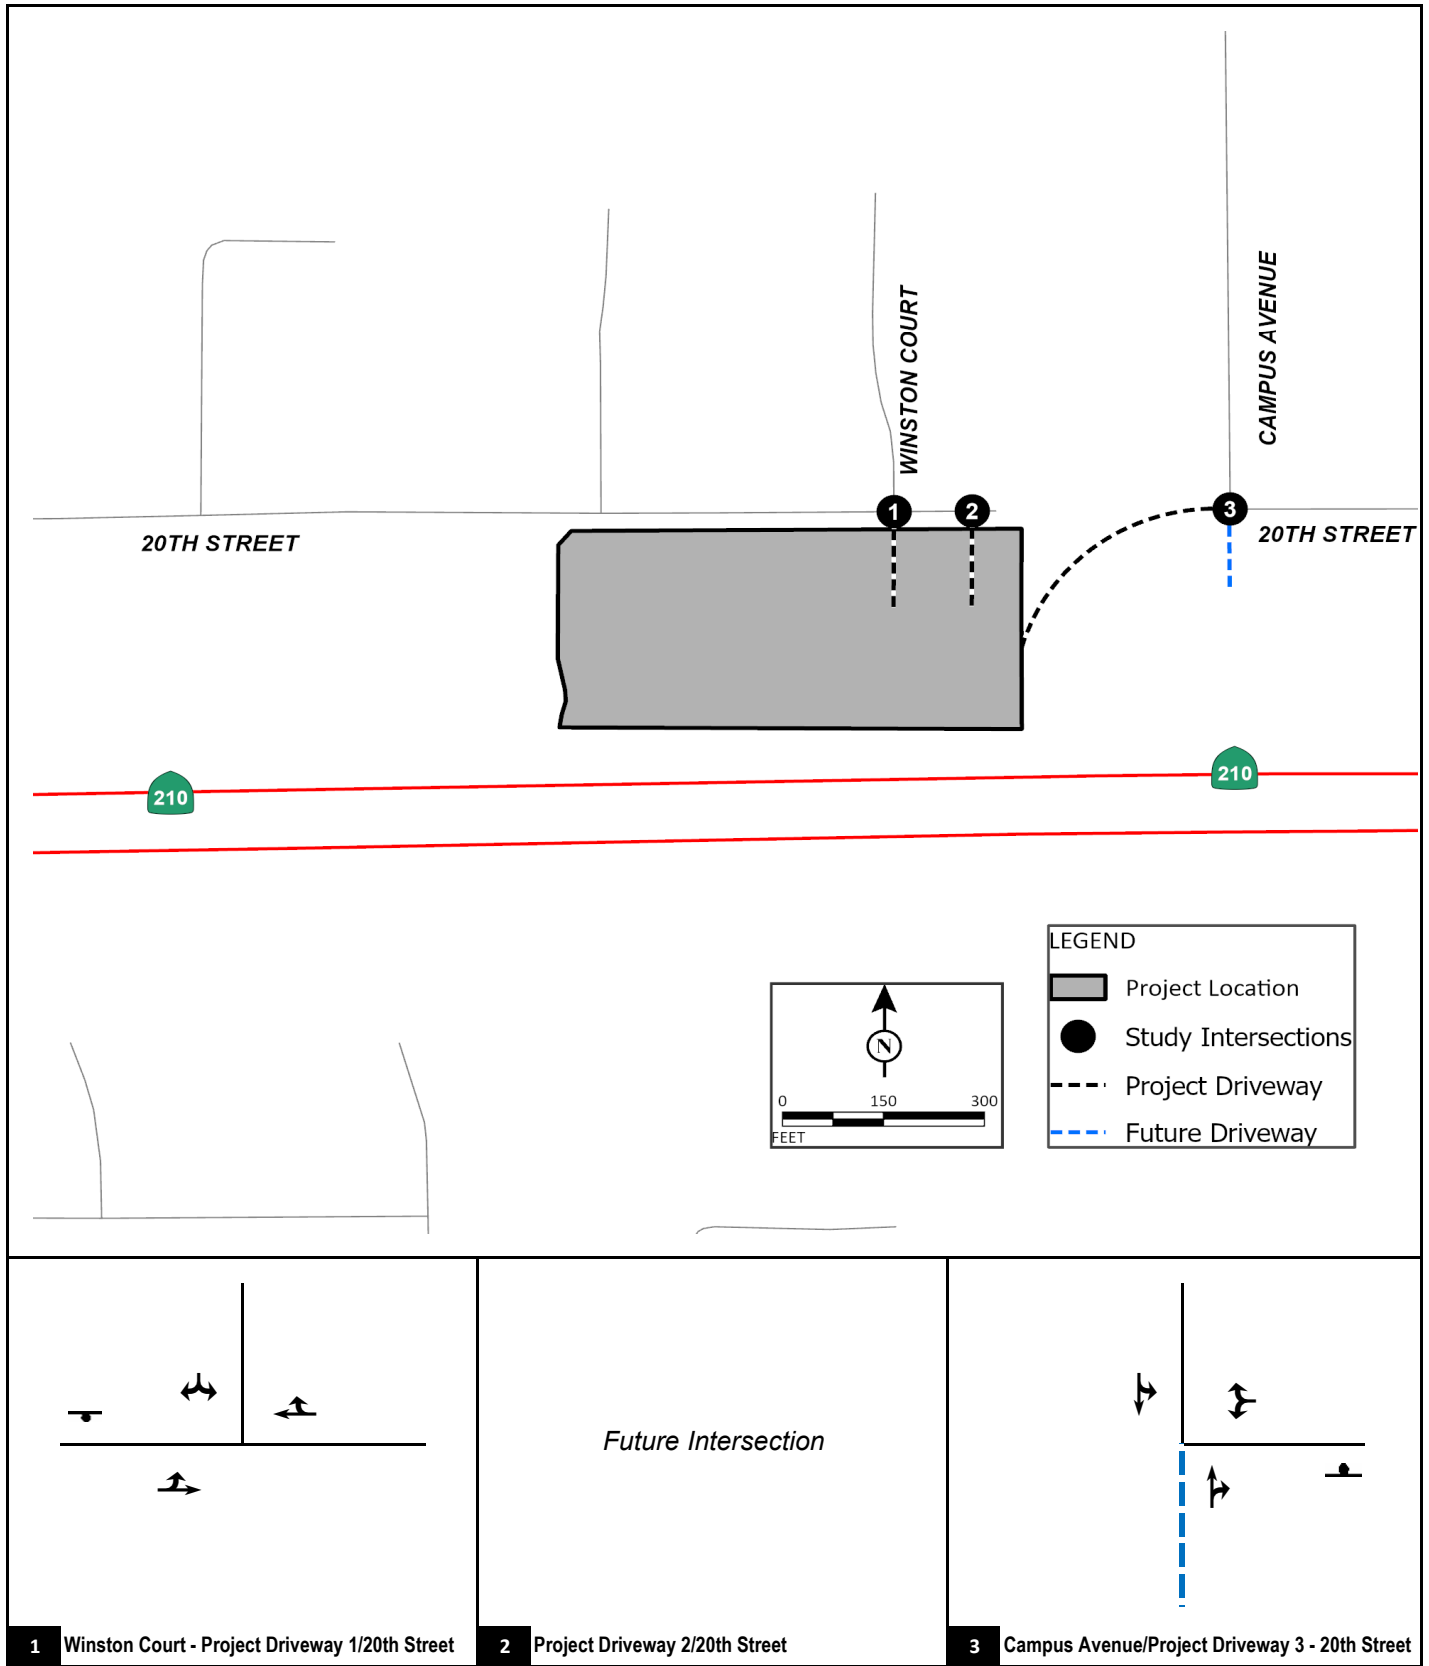 WINSTON COURT
CAMPUS AVENUE
1
2
3
20TH STREET
20TH STREET
210
210
LEGEND
Project Location
Study Intersections
Project Driveway
Future Driveway
N
0 150 300
FEET
Future Intersection
1 Winston Court - Project Driveway 1/20th Street
2 Project Driveway 2/20th Street
3 Campus Avenue/Project Driveway 3 - 20th Street